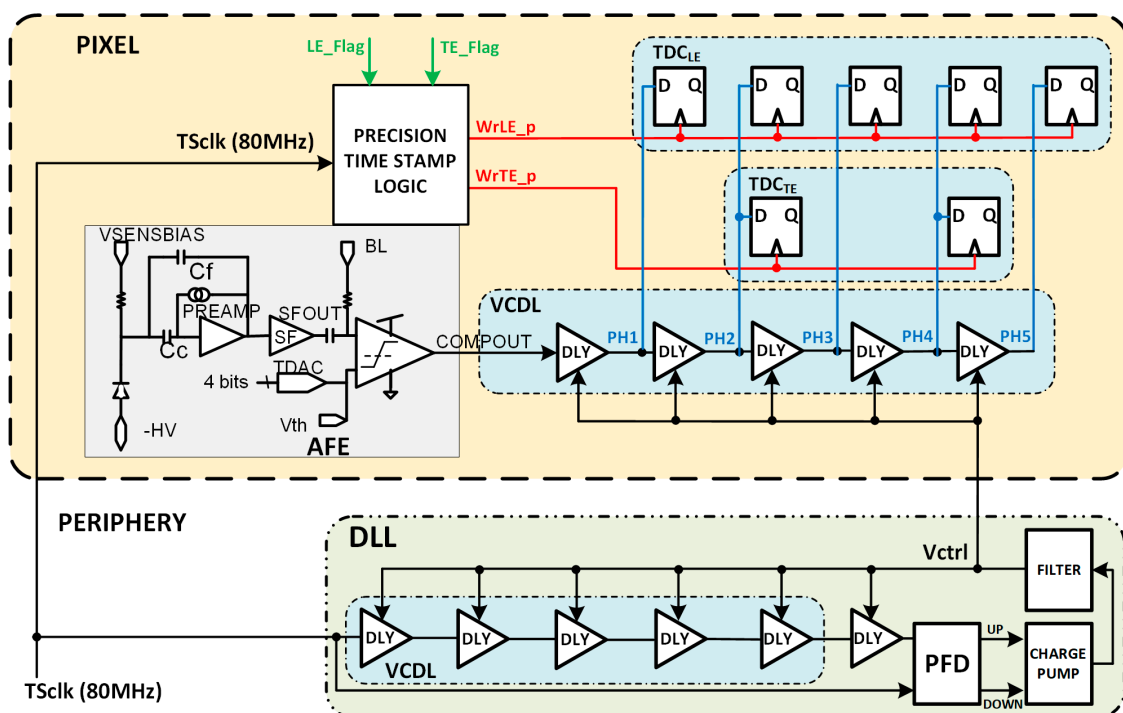 PIXEL
LE_Flag
TE_Flag
TSclk (80MHz)
PRECISION
TIME STAMP
LOGIC
WrLE_p
WrTE_p
TDCLE
D Q
D Q
D Q
D Q
D Q
TDCTE
D Q
D Q
VSENSBIAS
Cf
PREAMP
Cc
SFOUT
SF
BL
COMPOUT
4 bits
TDAC
Vth
-HV
AFE
VCDL
DLY
PH1
DLY
PH2
DLY
PH3
DLY
PH4
DLY
PH5
PERIPHERY
DLL
Vctrl
FILTER
DLY
DLY
DLY
DLY
DLY
DLY
VCDL
PFD
UP
DOWN
CHARGE
PUMP
TSclk (80MHz)